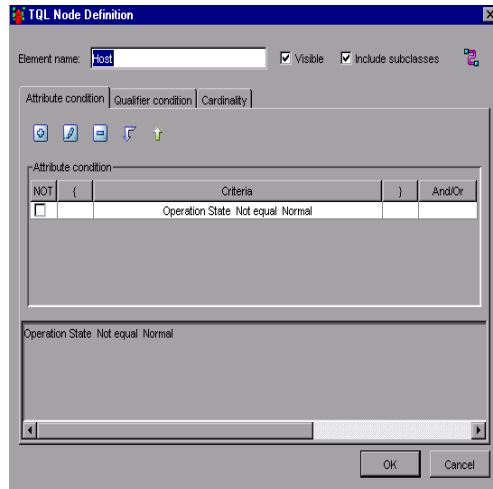 TQL Node Definition
Element name: Host Visible Include subclasses
Attribute condition Qualifier condition Cardinality
Attribute condition
NOT ( Criteria ) And/Or
Operation State Not equal Normal
Operation State Not equal Normal
OK Cancel